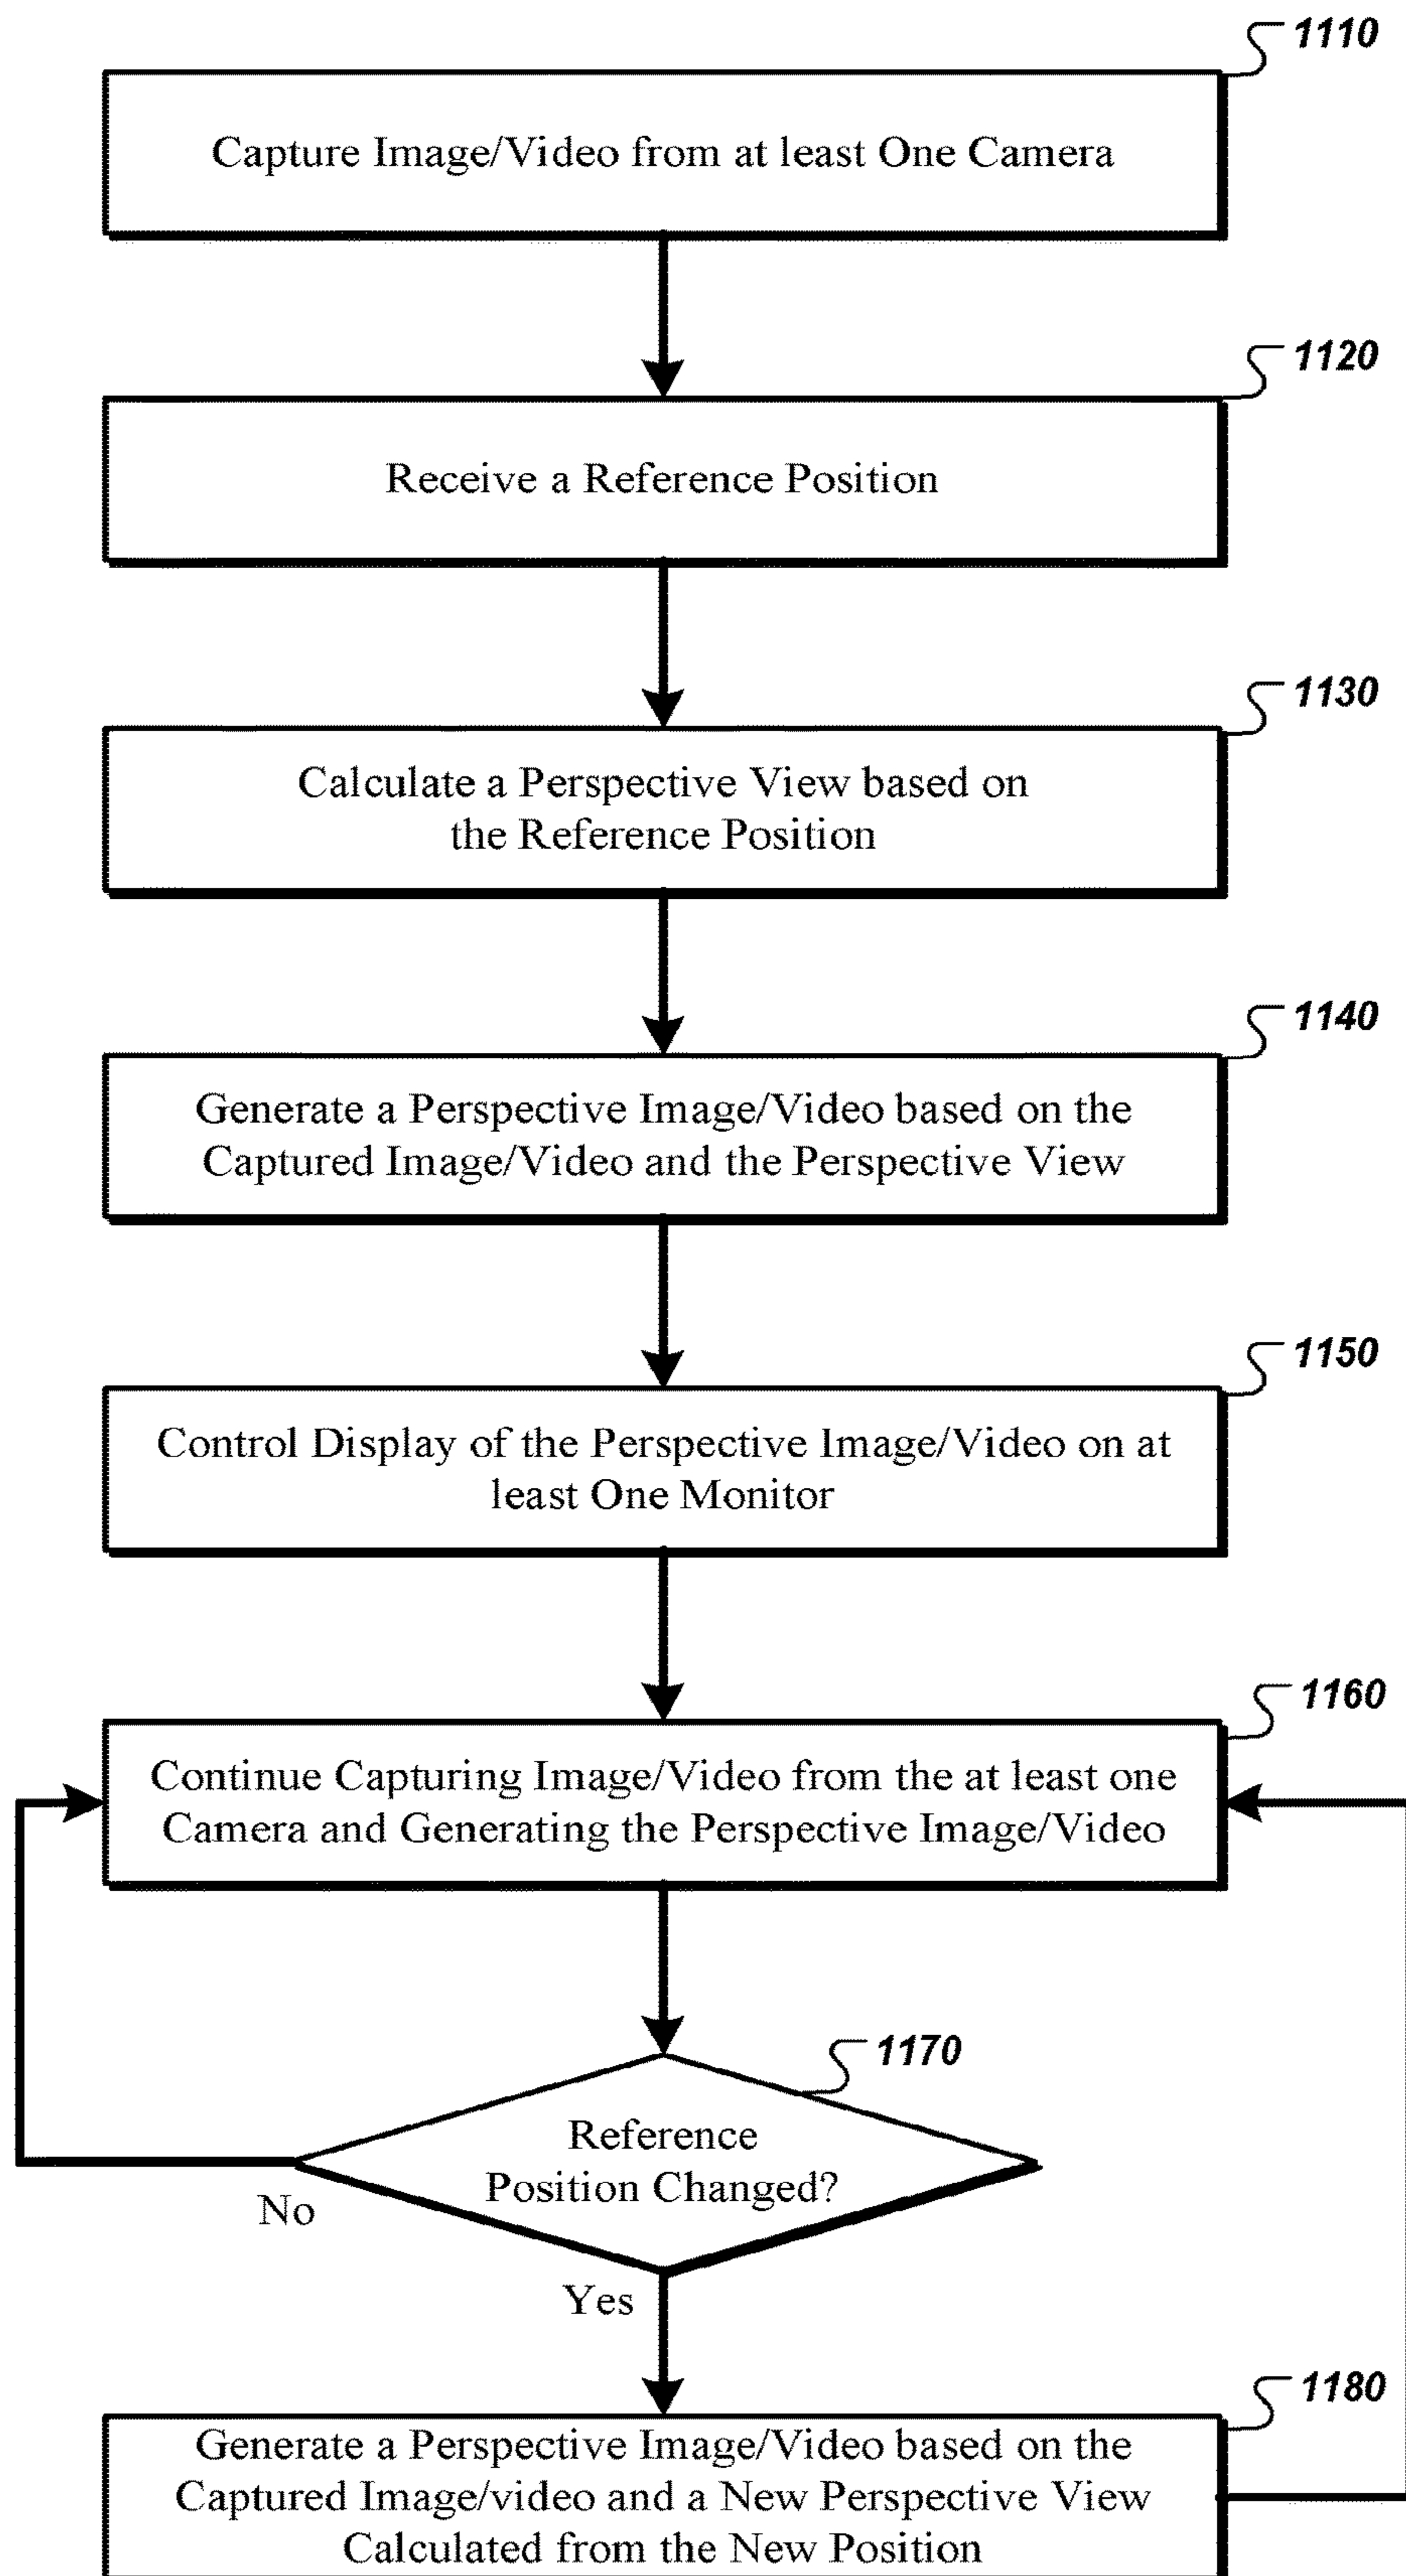 1110
Capture Image/Video from at least One Camera
1120
Receive a Reference Position
1130
Calculate a Perspective View based on
the Reference Position
1140
Generate a Perspective Image/Video based on the
Captured Image/Video and the Perspective View
1150
Control Display of the Perspective Image/Video on at
least One Monitor
1160
Continue Capturing Image/Video from the at least one
Camera and Generating the Perspective Image/Video
1170
Reference
Position Changed?
No
Yes
1180
Generate a Perspective Image/Video based on the
Captured Image/video and a New Perspective View
Calculated from the New Position